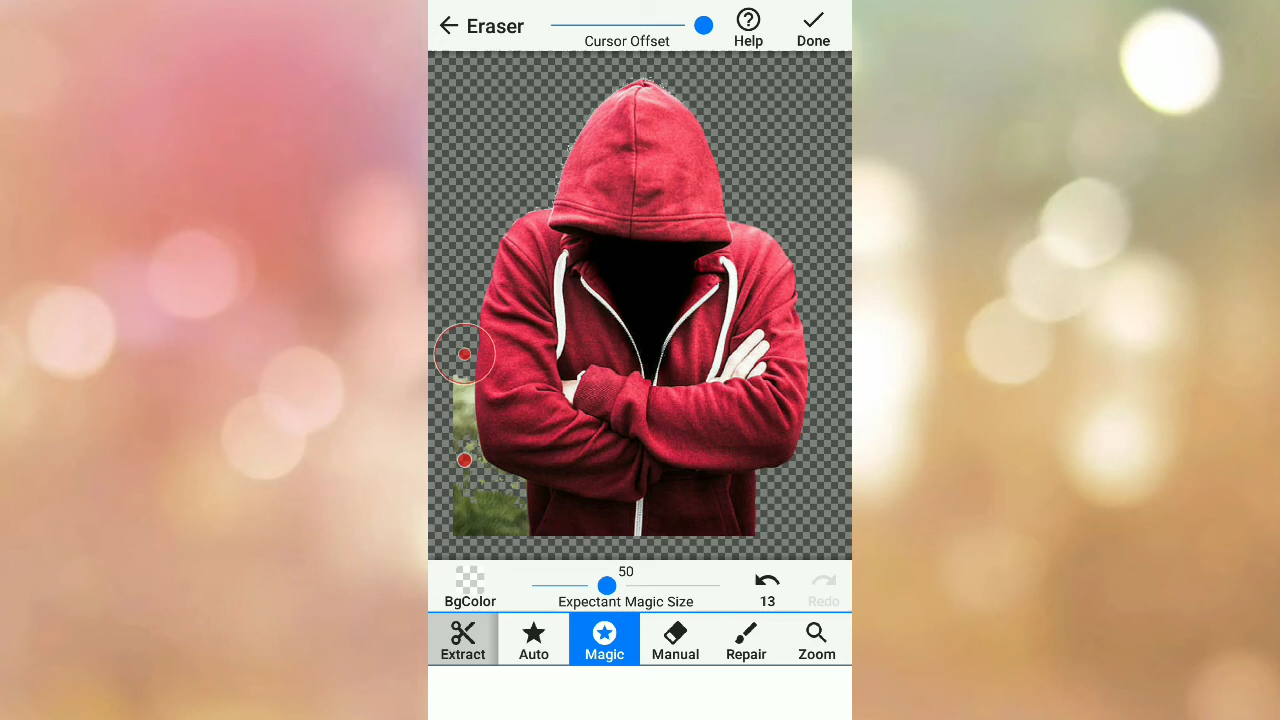 Eraser
Cursor Offset
Help
Done
BgColor
50
Expectant Magic Size
13
Redo
Extract
Auto
Magic
Manual
Repair
Zoom